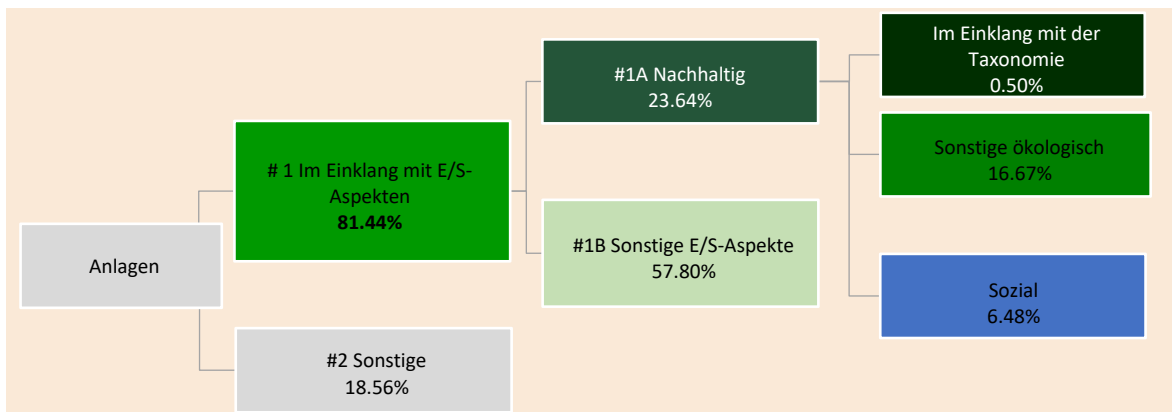 Anlagen
# 1 Im Einklang mit E/S-
Aspekten
81.44%
#2 Sonstige
18.56%
#1A Nachhaltig
23.64%
#1B Sonstige E/S-Aspekte
57.80%
Im Einklang mit der
Taxonomie
0.50%
Sonstige ökologisch
16.67%
Sozial
6.48%